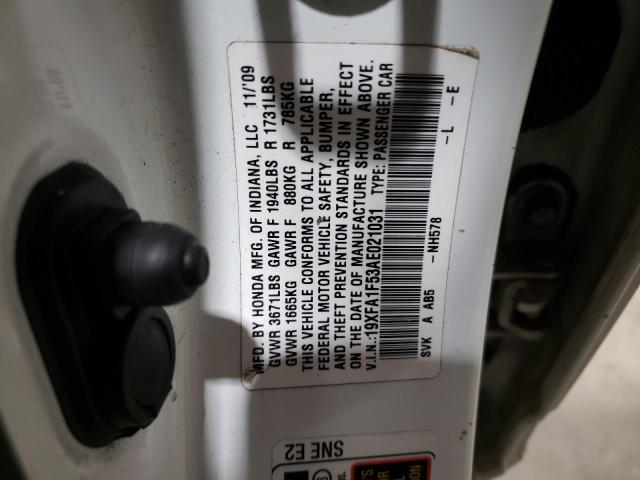 MFD. BY HONDA MFG. OF INDIANA, LLC 11/'09
GVWR 3671LBS GAWR F 1940LBS R 1731LBS
GVWR 1665KG GAWR F 880KG R 785KG
THIS VEHICLE CONFORMS TO ALL APPLICABLE
FEDERAL MOTOR VEHICLE SAFETY, BUMPER,
AND THEFT PREVENTION STANDARDS IN EFFECT
ON THE DATE OF MANUFACTURE SHOWN ABOVE.
V.I.N.:19XFA1F53AE021031 TYPE: PASSENGER CAR
SVK A AB5 -NH578 -L -E
SNE E2